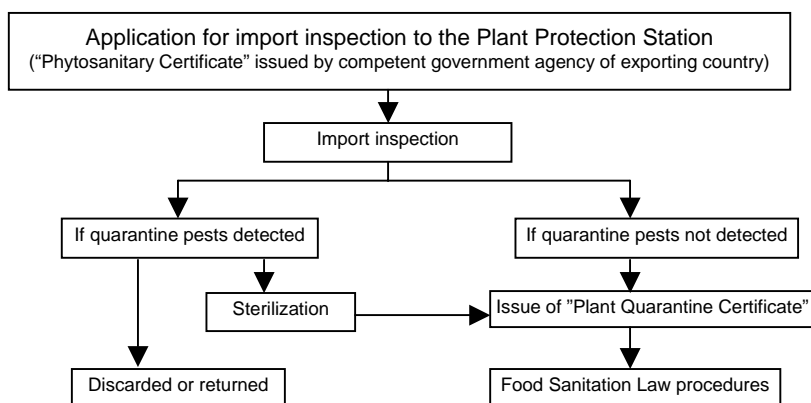 Application for import inspection to the Plant Protection Station
(“Phytosanitary Certificate” issued by competent government agency of exporting country)
Import inspection
If quarantine pests detected
If quarantine pests not detected
Sterilization
Issue of ”Plant Quarantine Certificate”
Discarded or returned
Food Sanitation Law procedures